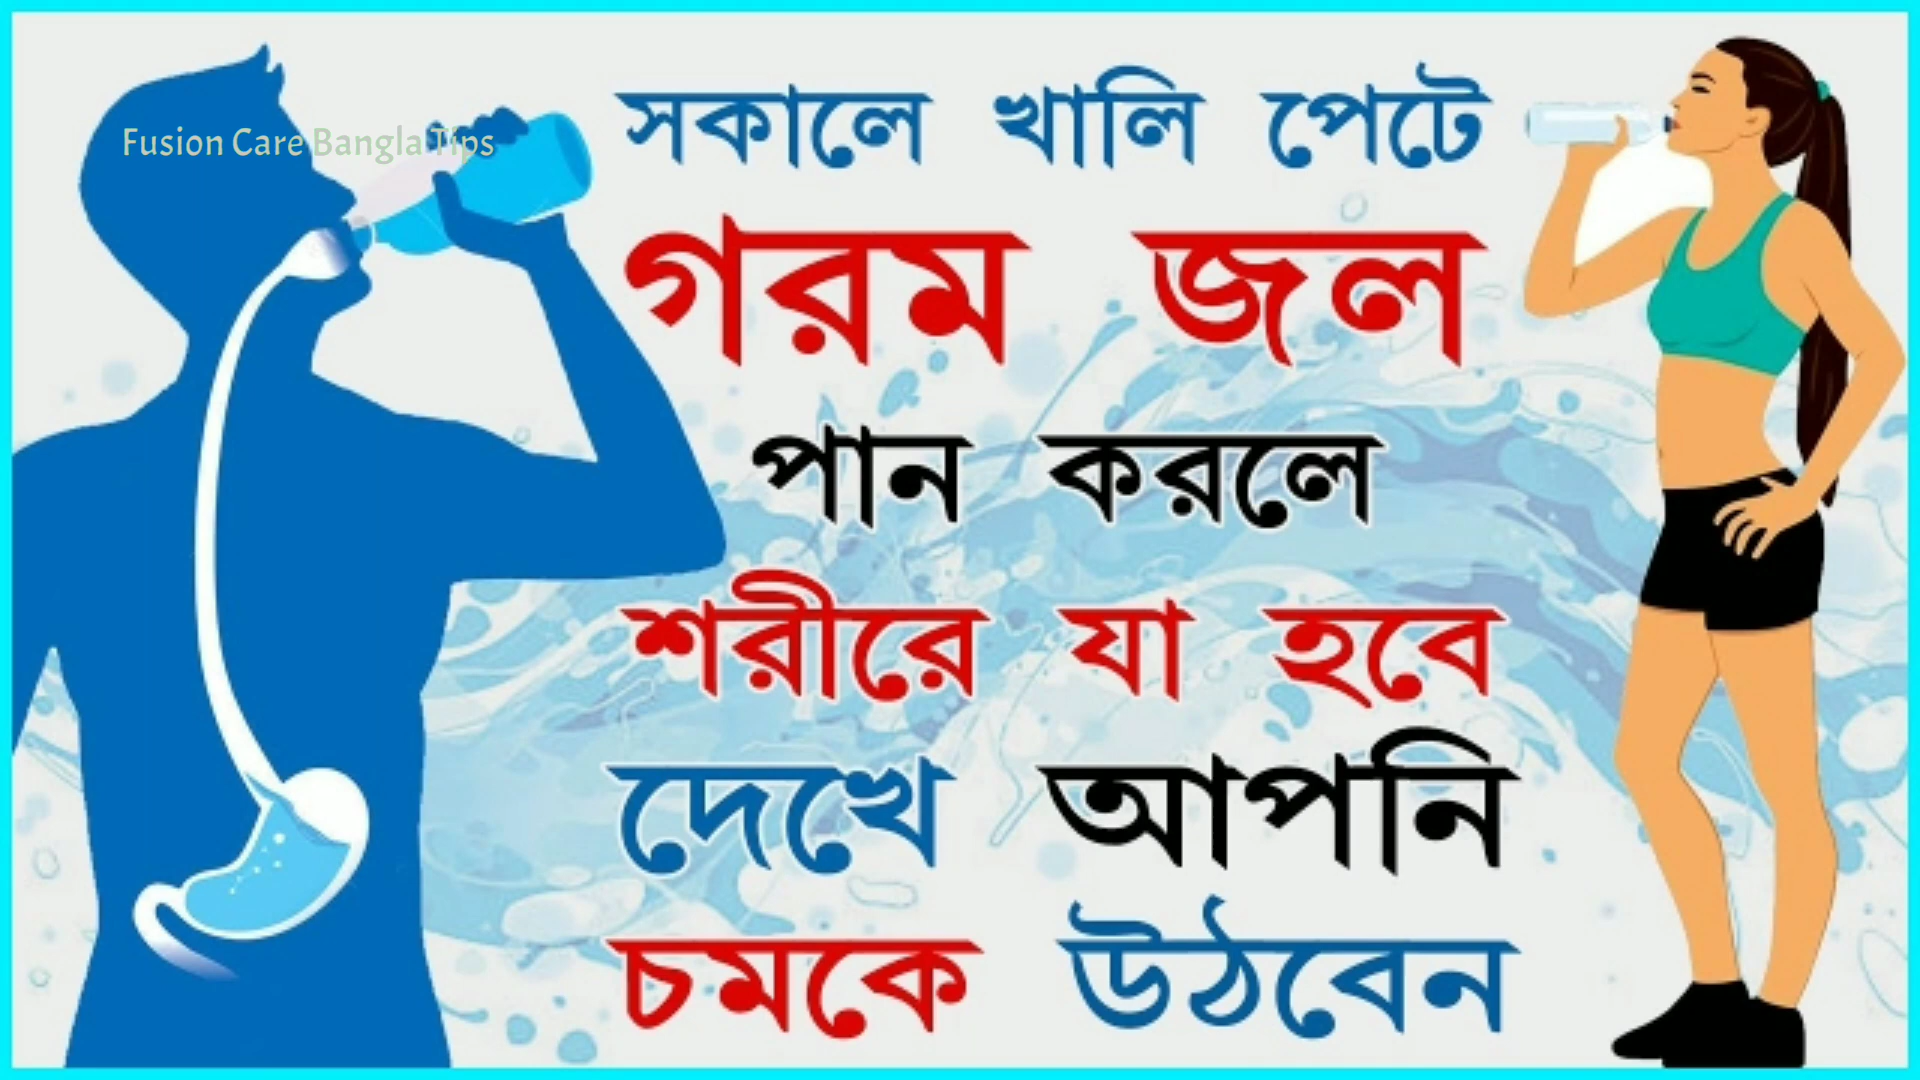 Fusion Care Bangla Tips
সকালে খালি পেটে
গরম জল
পান করলে
শরীরে যা হবে
দেখে আপনি
চমকে উঠবেন